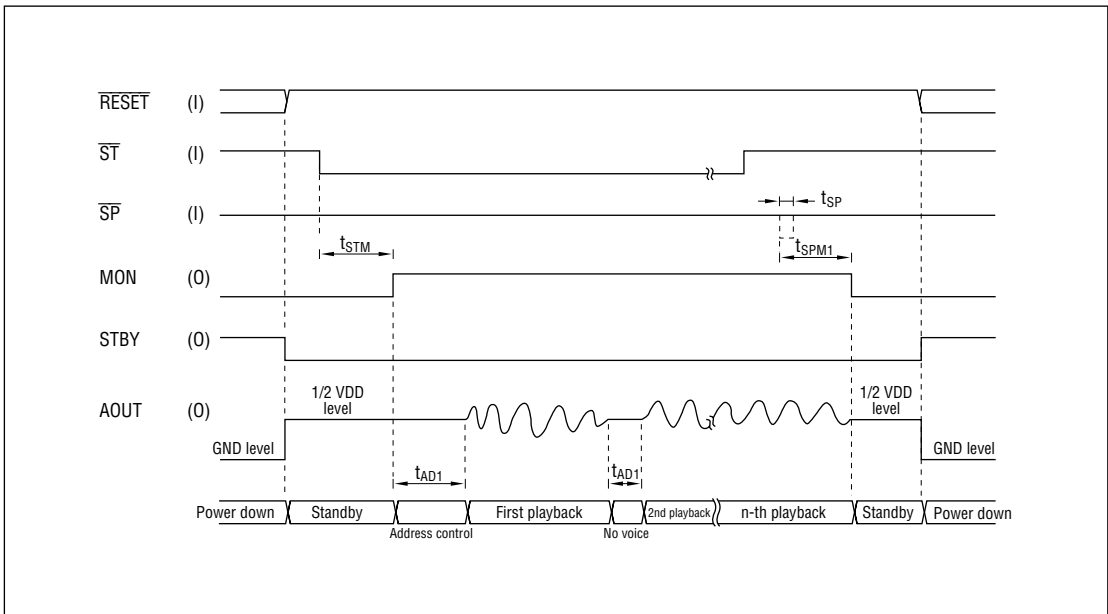 RESET (I)
ST (I)
tSP
SP (I)
tSTM
tSPM1
MON (O)
STBY (O)
1/2 VDD level
1/2 VDD level
AOUT (O)
GND level
GND level
tAD1
tAD1
Power down Standby First playback 2nd playback n-th playback Standby Power down
Address control No voice